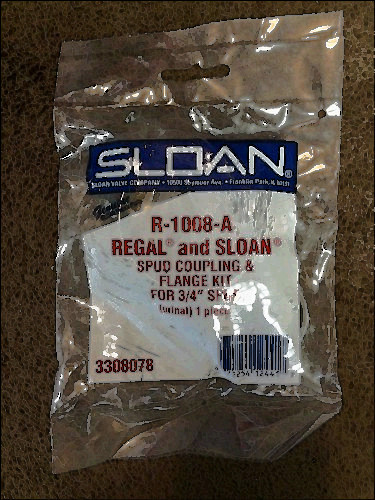 SLOAN®
SLOAN VALVE COMPANY • 10500 Seymour Ave. • Franklin Park, IL 60131
R-1008-A
REGAL® and SLOAN®
SPUD COUPLING &
FLANGE KIT
FOR 3/4" SPUD
(urinal) 1 piece
3308078